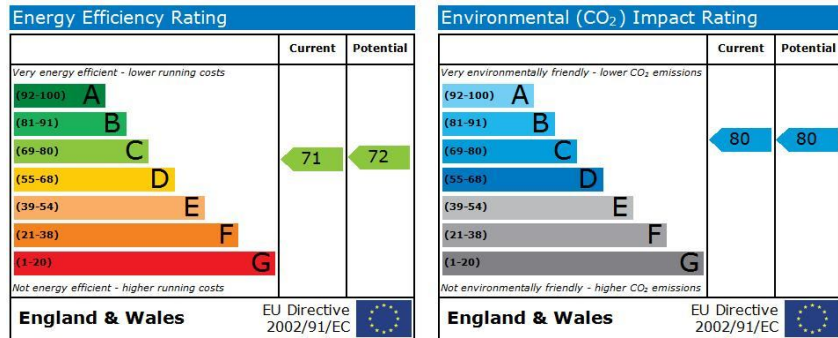 Energy Efficiency Rating
Current Potential
Very energy efficient - lower running costs
(92-100) A
(81-91) B
(69-80) C
71 72
(55-68) D
(39-54) E
(21-38) F
(1-20) G
Not energy efficient - higher running costs
England & Wales
EU Directive
2002/91/EC
Environmental (CO₂) Impact Rating
Current Potential
Very environmentally friendly - lower CO₂ emissions
(92-100) A
(81-91) B
80 80
(69-80) C
(55-68) D
(39-54) E
(21-38) F
(1-20) G
Not environmentally friendly - higher CO₂ emissions
England & Wales
EU Directive
2002/91/EC